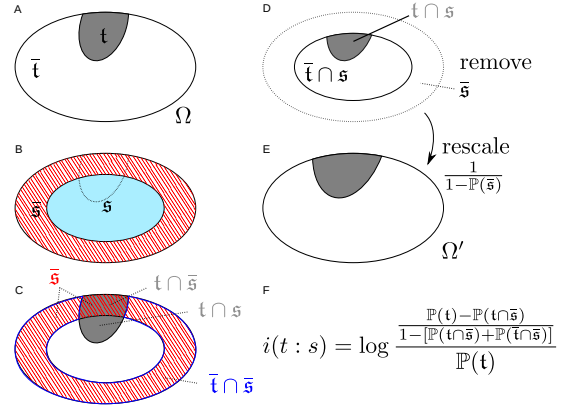 A
𝔱
𝔱̅
Ω
B
𝔰̅
𝔰
C
𝔰̅
𝔱 ∩ 𝔰̅
𝔱 ∩ 𝔰
𝔱̅ ∩ 𝔰̅
D
𝔱 ∩ 𝔰
𝔱̅ ∩ 𝔰
remove
𝔰̅
E
rescale
1/(1−ℙ(𝔰̅))
Ω′
F
i(t : s) = log ((ℙ(𝔱)−ℙ(𝔱∩𝔰̅))/(1−[ℙ(𝔱∩𝔰̅)+ℙ(𝔱̅∩𝔰̅)]))/ℙ(𝔱)